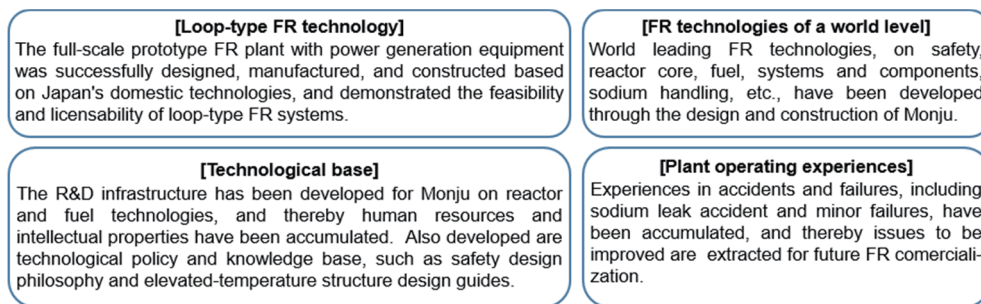 [Loop-type FR technology]
The full-scale prototype FR plant with power generation equipment
was successfully designed, manufactured, and constructed based
on Japan's domestic technologies, and demonstrated the feasibility
and licensability of loop-type FR systems.
[FR technologies of a world level]
World leading FR technologies, on safety,
reactor core, fuel, systems and components,
sodium handling, etc., have been developed
through the design and construction of Monju.
[Technological base]
The R&D infrastructure has been developed for Monju on reactor
and fuel technologies, and thereby human resources and
intellectual properties have been accumulated. Also developed are
technological policy and knowledge base, such as safety design
philosophy and elevated-temperature structure design guides.
[Plant operating experiences]
Experiences in accidents and failures, including
sodium leak accident and minor failures, have
been accumulated, and thereby issues to be
improved are extracted for future FR comerciali-
zation.